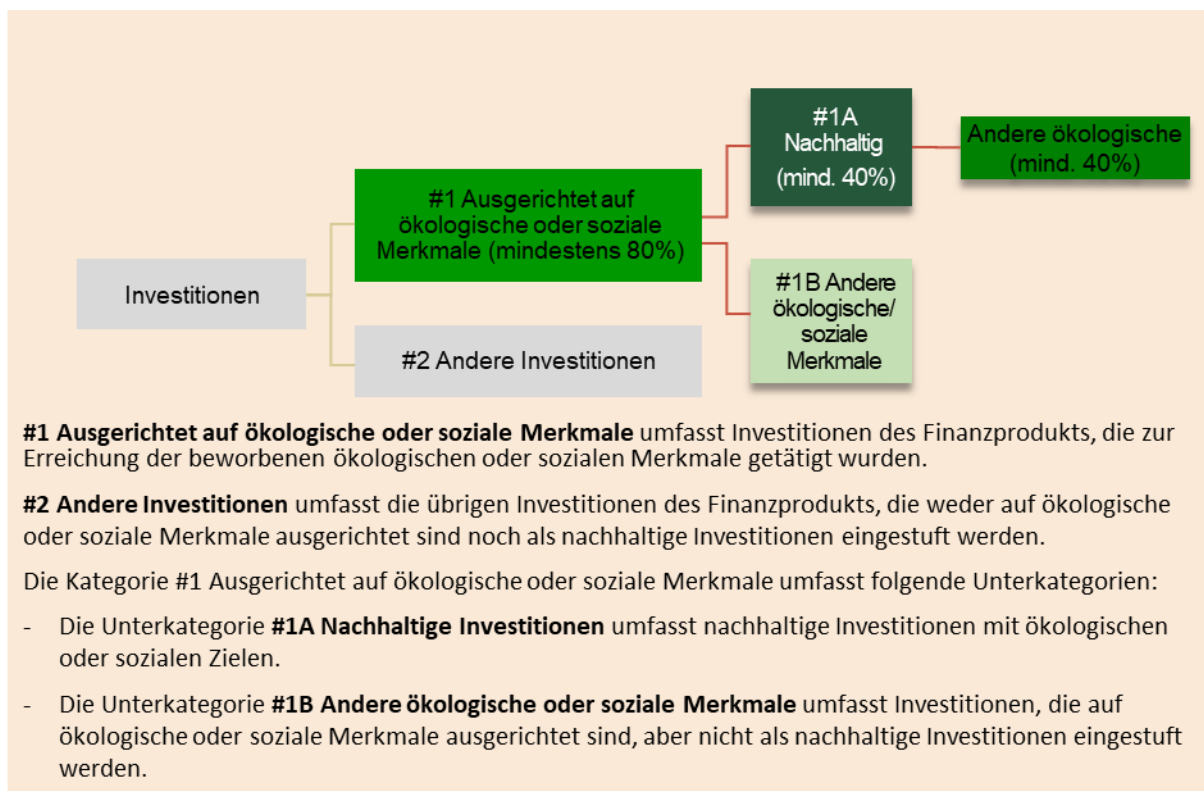 #1A
Nachhaltig
(mind. 40%)
Andere ökologische
(mind. 40%)
#1 Ausgerichtet auf
ökologische oder soziale
Merkmale (mindestens 80%)
Investitionen
#1B Andere
ökologische/
soziale
Merkmale
#2 Andere Investitionen
#1 Ausgerichtet auf ökologische oder soziale Merkmale umfasst Investitionen des Finanzprodukts, die zur
Erreichung der beworbenen ökologischen oder sozialen Merkmale getätigt wurden.
#2 Andere Investitionen umfasst die übrigen Investitionen des Finanzprodukts, die weder auf ökologische
oder soziale Merkmale ausgerichtet sind noch als nachhaltige Investitionen eingestuft werden.
Die Kategorie #1 Ausgerichtet auf ökologische oder soziale Merkmale umfasst folgende Unterkategorien:
- Die Unterkategorie #1A Nachhaltige Investitionen umfasst nachhaltige Investitionen mit ökologischen
oder sozialen Zielen.
- Die Unterkategorie #1B Andere ökologische oder soziale Merkmale umfasst Investitionen, die auf
ökologische oder soziale Merkmale ausgerichtet sind, aber nicht als nachhaltige Investitionen eingestuft
werden.